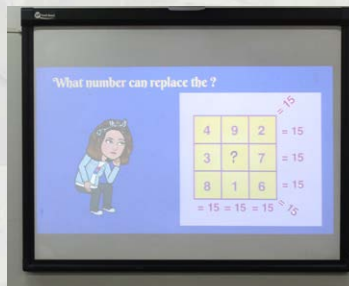 What number can replace the ?
= 15
4 9 2 = 15
3 ? 7 = 15
8 1 6 = 15
= 15 = 15 = 15 = 15